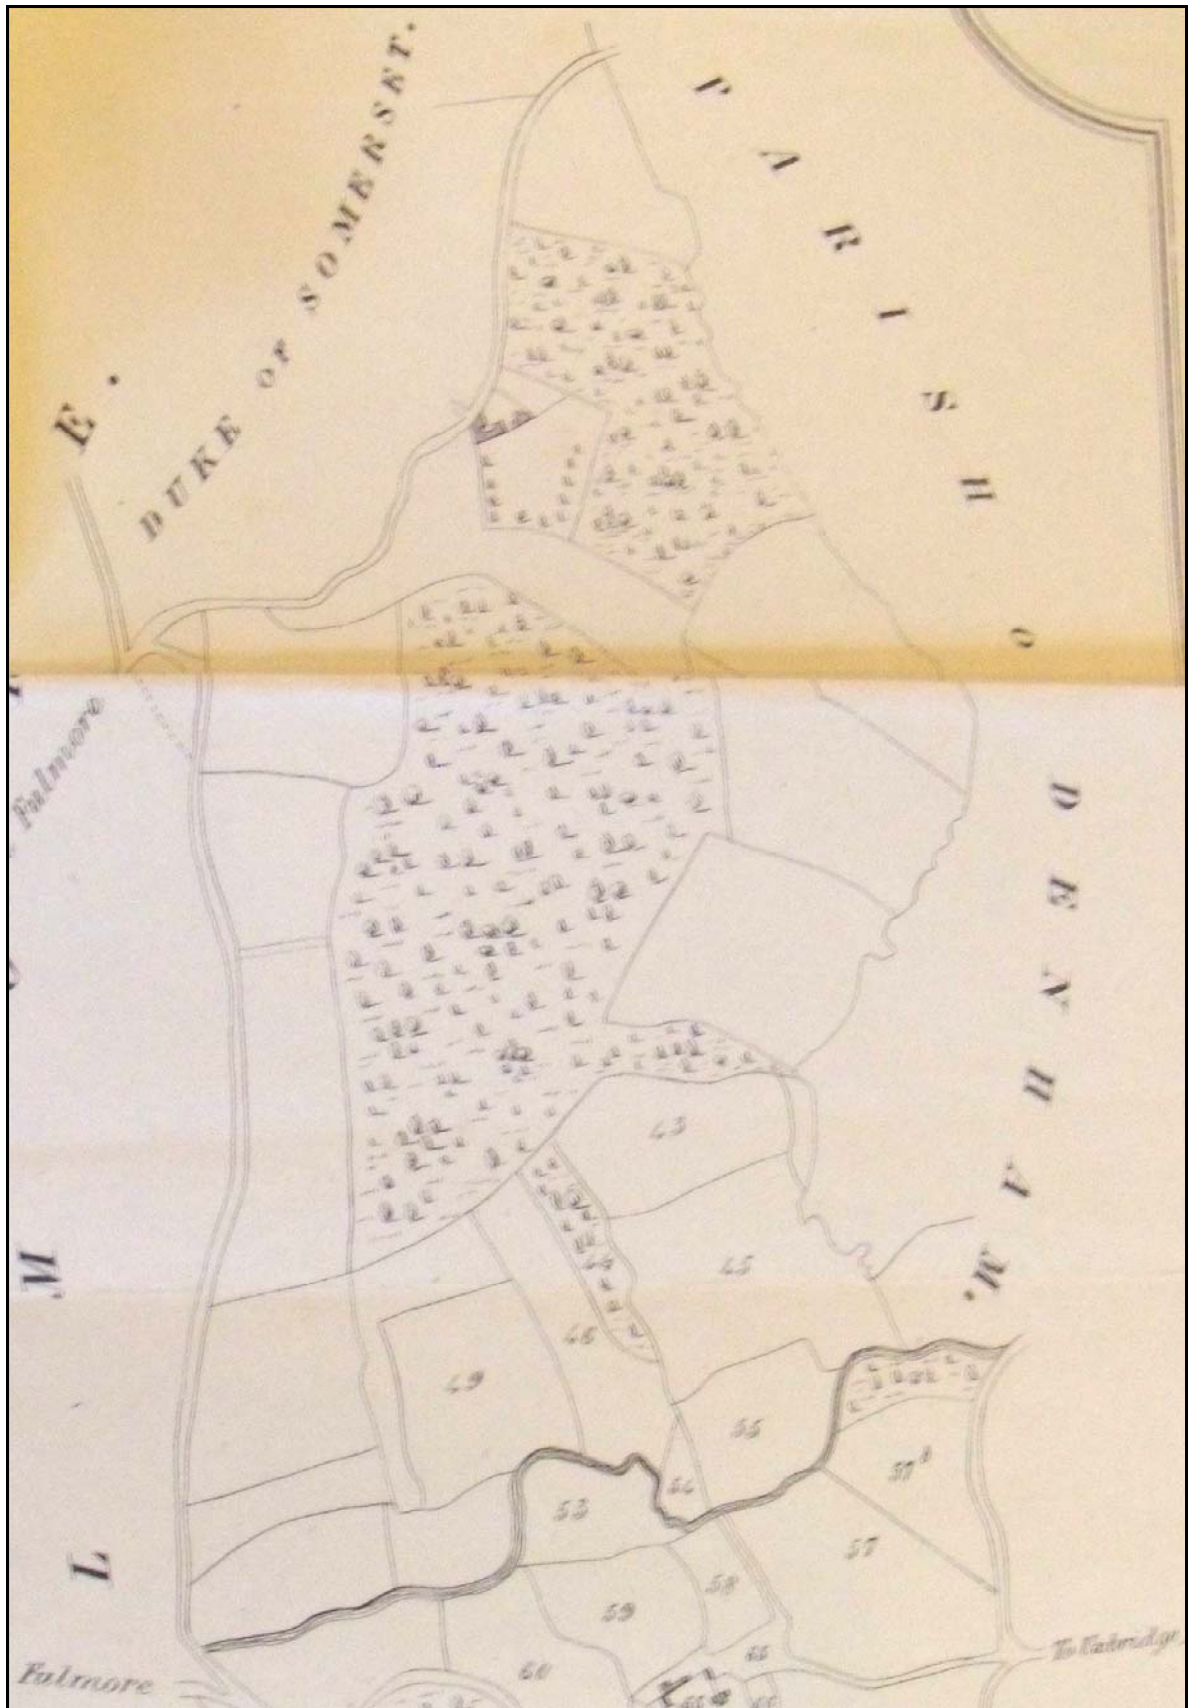 DUKE OF SOMERSET.
PARISH OF DENHAM.
E.
Fulmore
M
L
43
45
46
49
55
54
57ᵇ
53
57
58
59
60
Fulmore
To Uxbridge